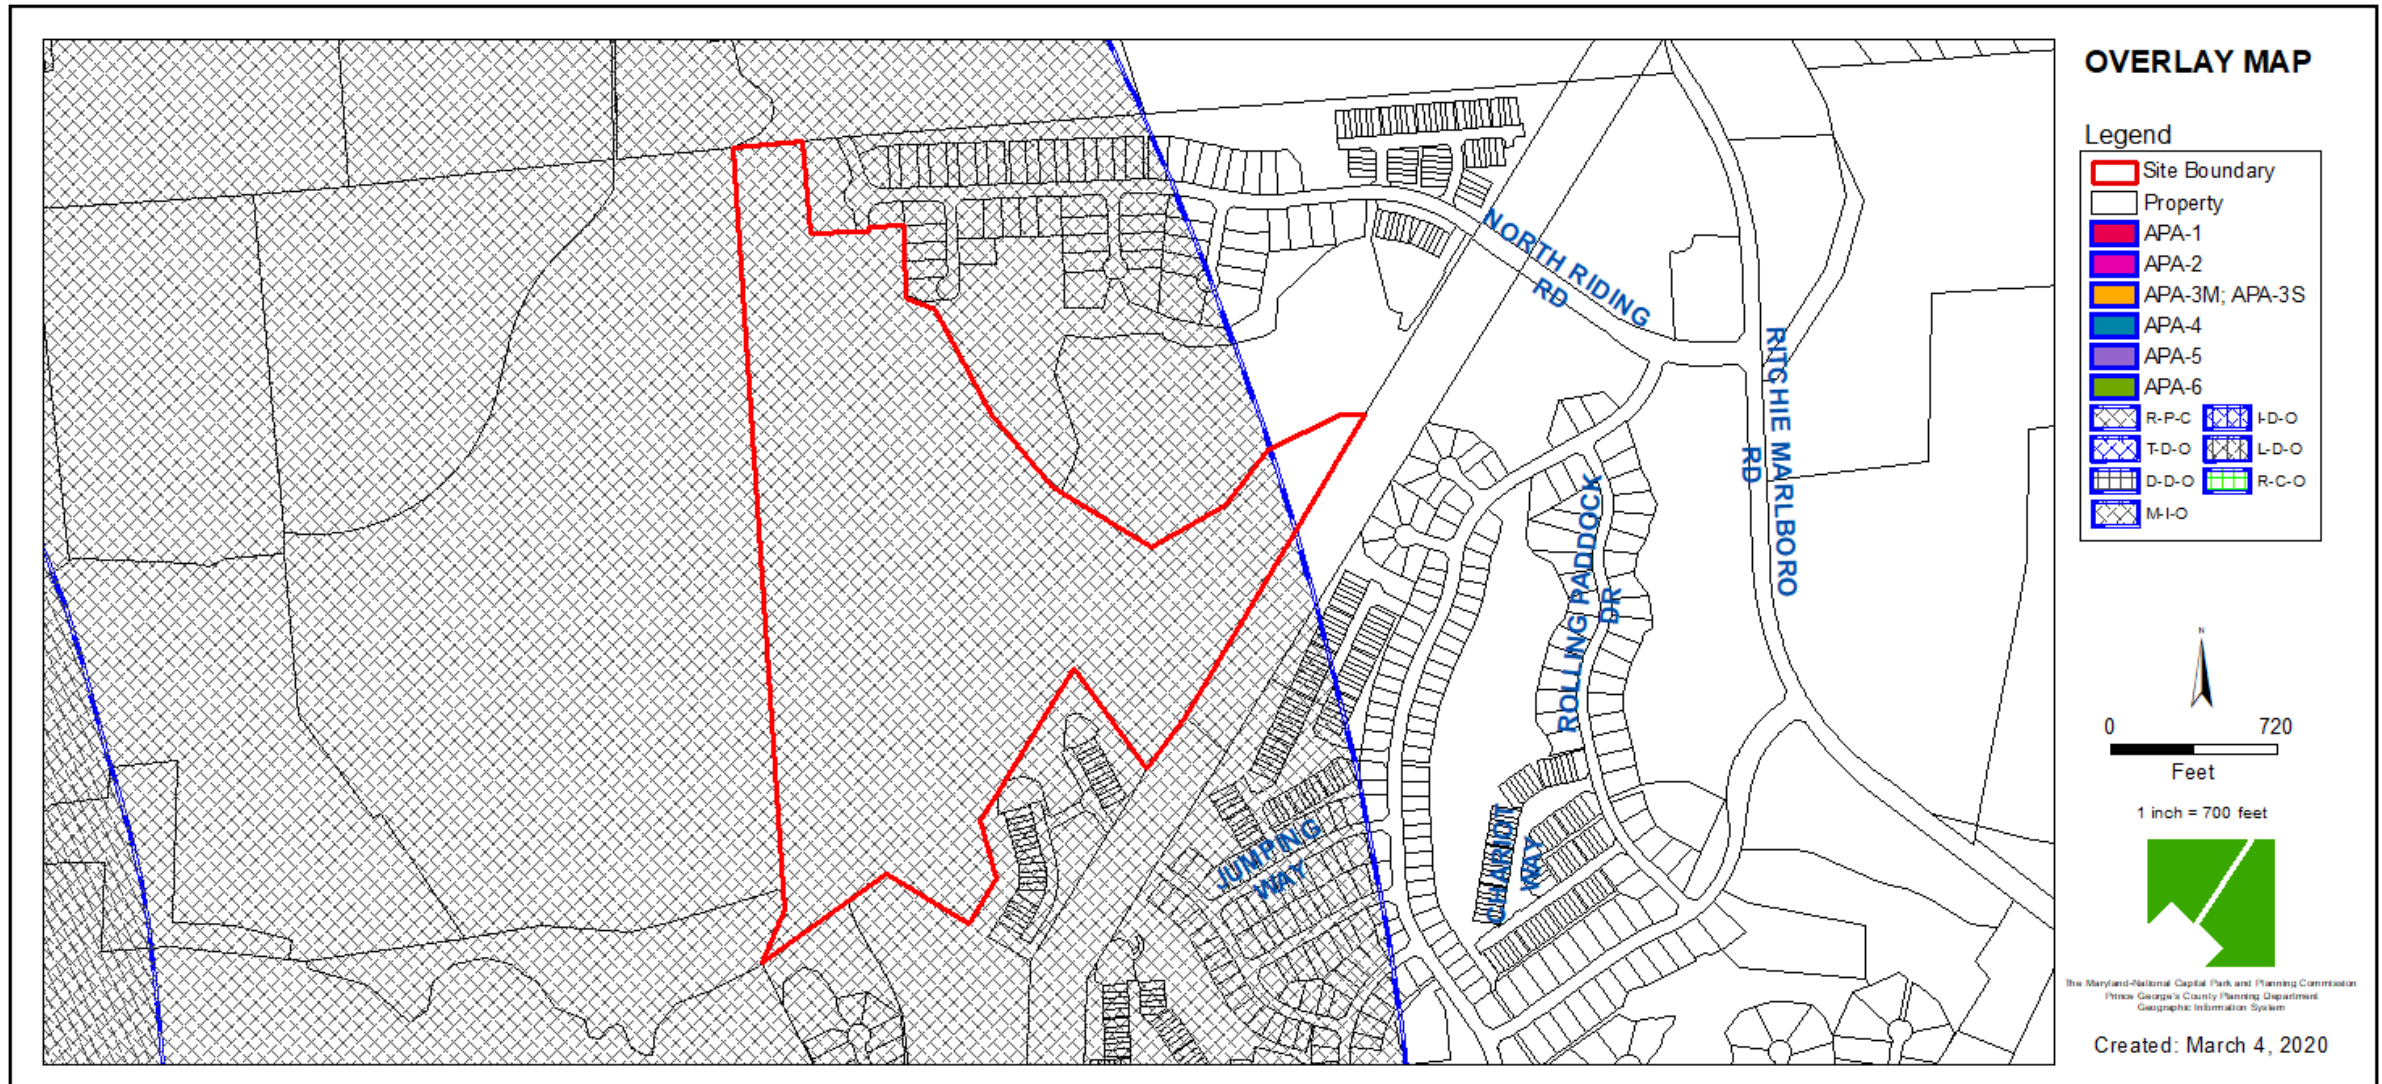 OVERLAY MAP
Legend
Site Boundary
Property
APA-1
APA-2
APA-3M; APA-3S
APA-4
APA-5
APA-6
R-P-C
I-D-O
T-D-O
L-D-O
D-D-O
R-C-O
M-I-O
NORTH RIDING
RD
RITCHIE MARLBORO
RD
ROLLING PADDOCK
DR
CHARIOT
WAY
JUMPING
WAY
N
0 720
Feet
1 inch = 700 feet
The Maryland-National Capital Park and Planning Commission
Prince George's County Planning Department
Geographic Information System
Created: March 4, 2020